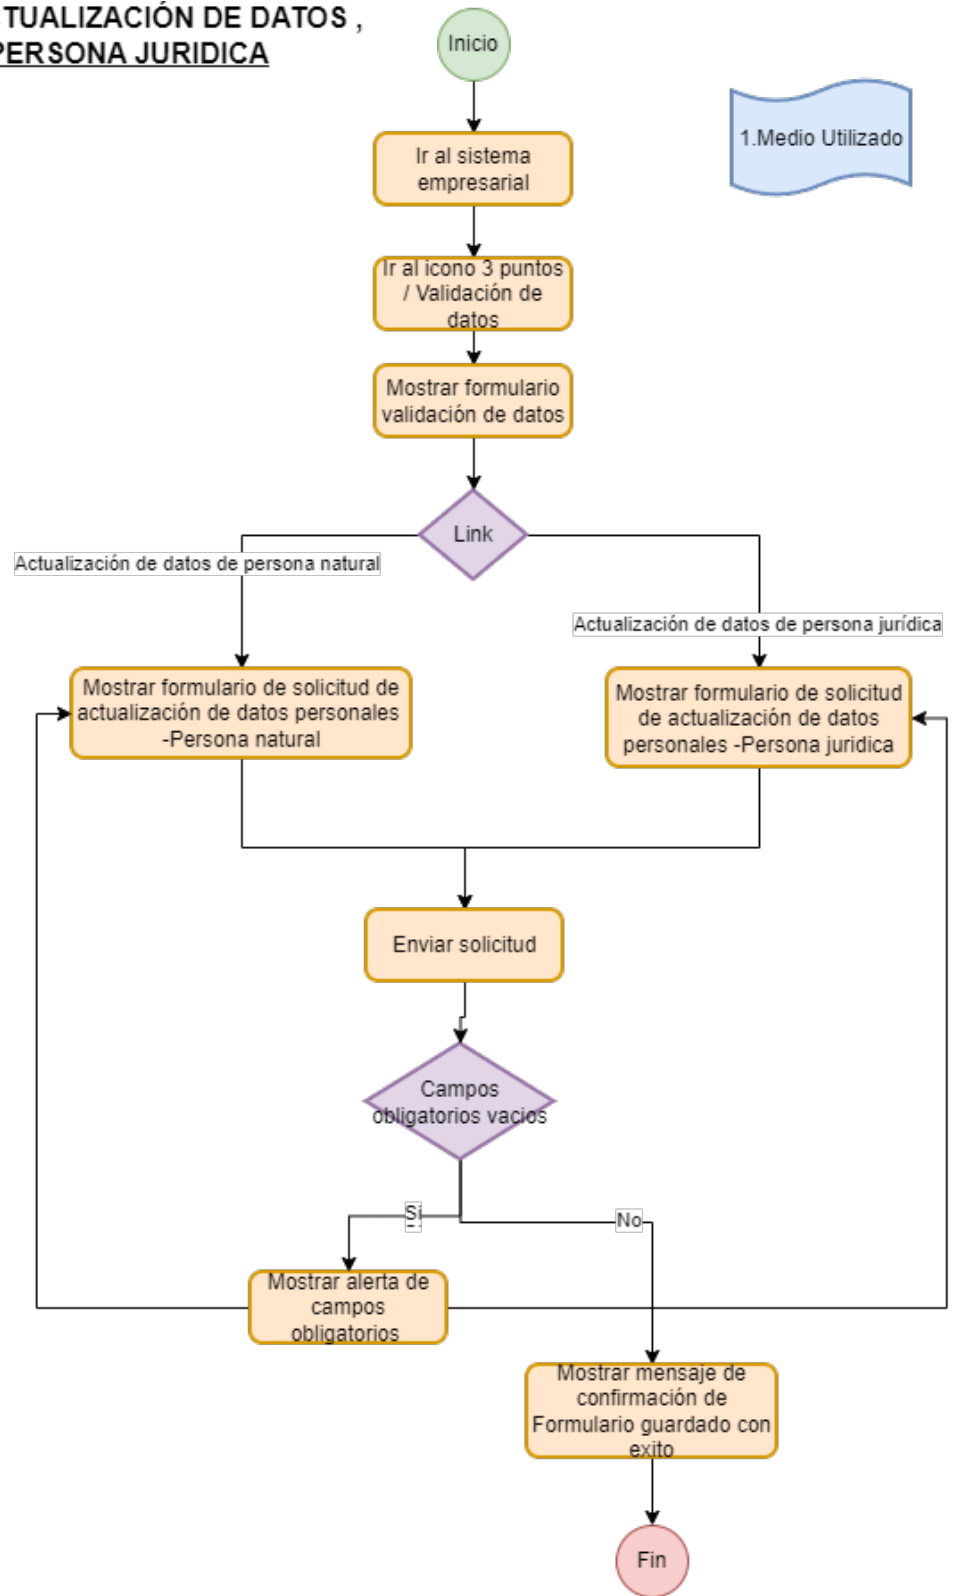 CTUALIZACIÓN DE DATOS ,
PERSONA JURIDICA
Inicio
1.Medio Utilizado
Ir al sistema
empresarial
Ir al icono 3 puntos
/ Validación de
datos
Mostrar formulario
validación de datos
Link
Actualización de datos de persona natural
Actualización de datos de persona jurídica
Mostrar formulario de solicitud de
actualización de datos personales
-Persona natural
Mostrar formulario de solicitud
de actualización de datos
personales -Persona juridica
Enviar solicitud
Campos
obligatorios vacios
Si
No
Mostrar alerta de
campos
obligatorios
Mostrar mensaje de
confirmación de
Formulario guardado con
exito
Fin